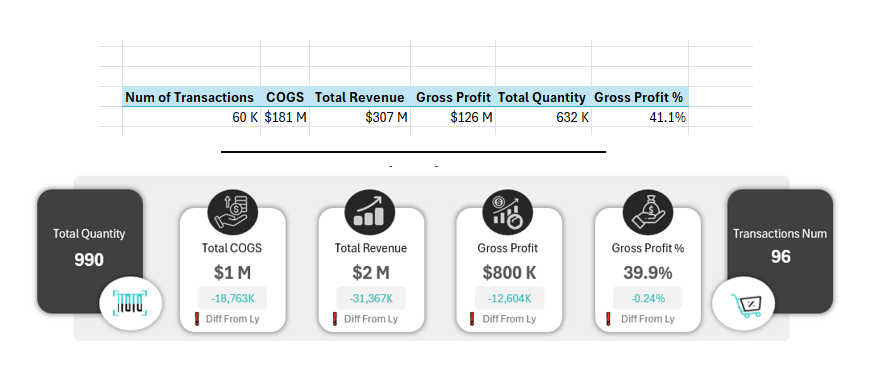 Num of Transactions COGS Total Revenue Gross Profit Total Quantity Gross Profit %
60 K $181 M $307 M $126 M 632 K 41.1%
Total Quantity
990
Total COGS
$1 M
-18,763K
Diff From Ly
Total Revenue
$2 M
-31,367K
Diff From Ly
Gross Profit
$800 K
-12,604K
Diff From Ly
Gross Profit %
39.9%
-0.24%
Diff From Ly
Transactions Num
96